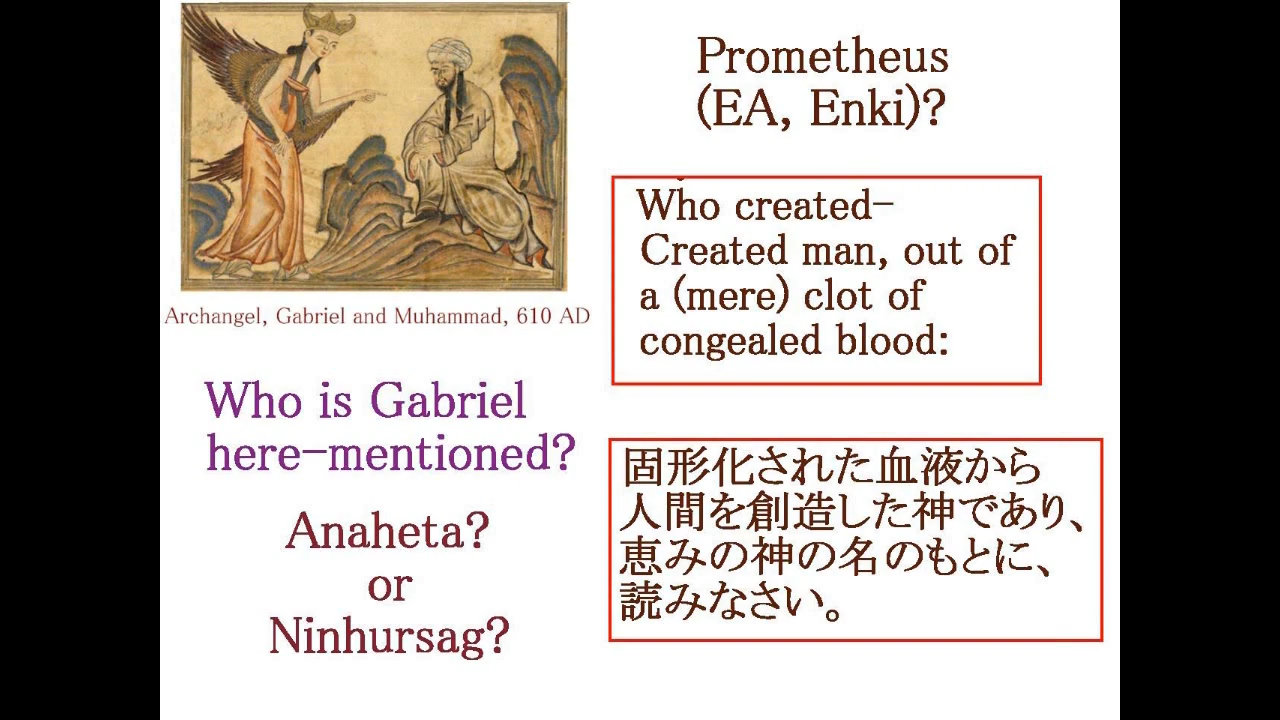 Prometheus
(EA, Enki)?
Who created-
Created man, out of
a (mere) clot of
congealed blood:
Archangel, Gabriel and Muhammad, 610 AD
Who is Gabriel
here-mentioned?
Anaheta?
or
Ninhursag?
固形化された血液から
人間を創造した神であり、
恵みの神の名のもとに、
読みなさい。